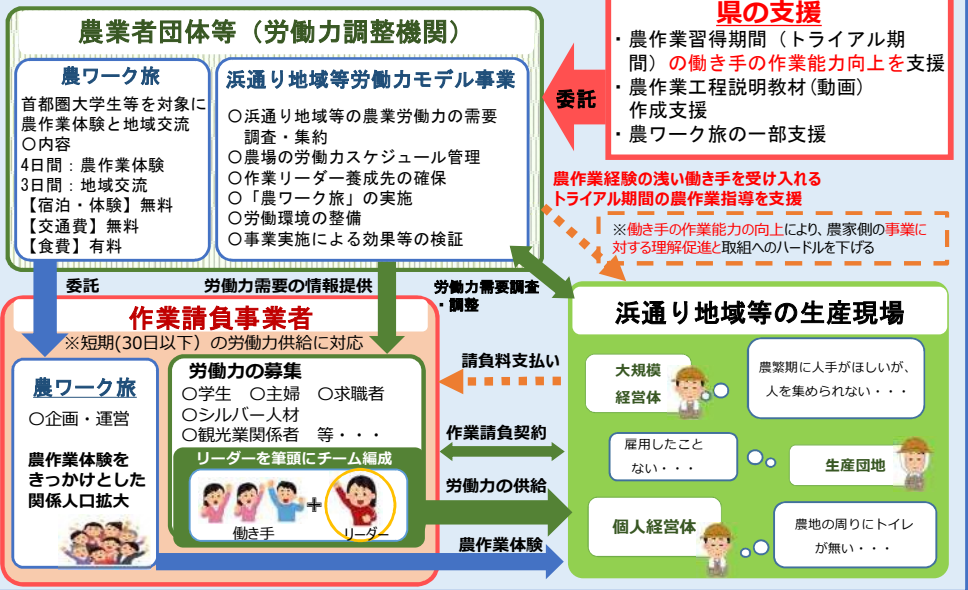 農業者団体等（労働力調整機関）
農ワーク旅
首都圏大学生等を対象に
農作業体験と地域交流
○内容
4日間：農作業体験
3日間：地域交流
【宿泊・体験】無料
【交通費】無料
【食費】有料
浜通り地域等労働力モデル事業
○浜通り地域等の農業労働力の需要
調査・集約
○農場の労働力スケジュール管理
○作業リーダー養成先の確保
○「農ワーク旅」の実施
○労働環境の整備
○事業実施による効果等の検証
委託
県の支援
・農作業習得期間（トライアル期
間）の働き手の作業能力向上を支援
・農作業工程説明教材(動画)
作成支援
・農ワーク旅の一部支援
農作業経験の浅い働き手を受け入れる
トライアル期間の農作業指導を支援
※働き手の作業能力の向上により、農家側の事業に
対する理解促進と取組へのハードルを下げる
委託
労働力需要の情報提供
労働力需要調査
・調整
作業請負事業者
※短期(30日以下）の労働力供給に対応
農ワーク旅
○企画・運営
農作業体験を
きっかけとした
関係人口拡大
労働力の募集
○学生　○主婦　○求職者
○シルバー人材
○観光業関係者　等・・・
リーダーを筆頭にチーム編成
＋
働き手
リーダー
請負料支払い
作業請負契約
労働力の供給
農作業体験
浜通り地域等の生産現場
大規模
経営体
農繁期に人手がほしいが、
人を集められない・・・
雇用したこと
ない・・・
生産団地
個人経営体
農地の周りにトイレ
が無い・・・